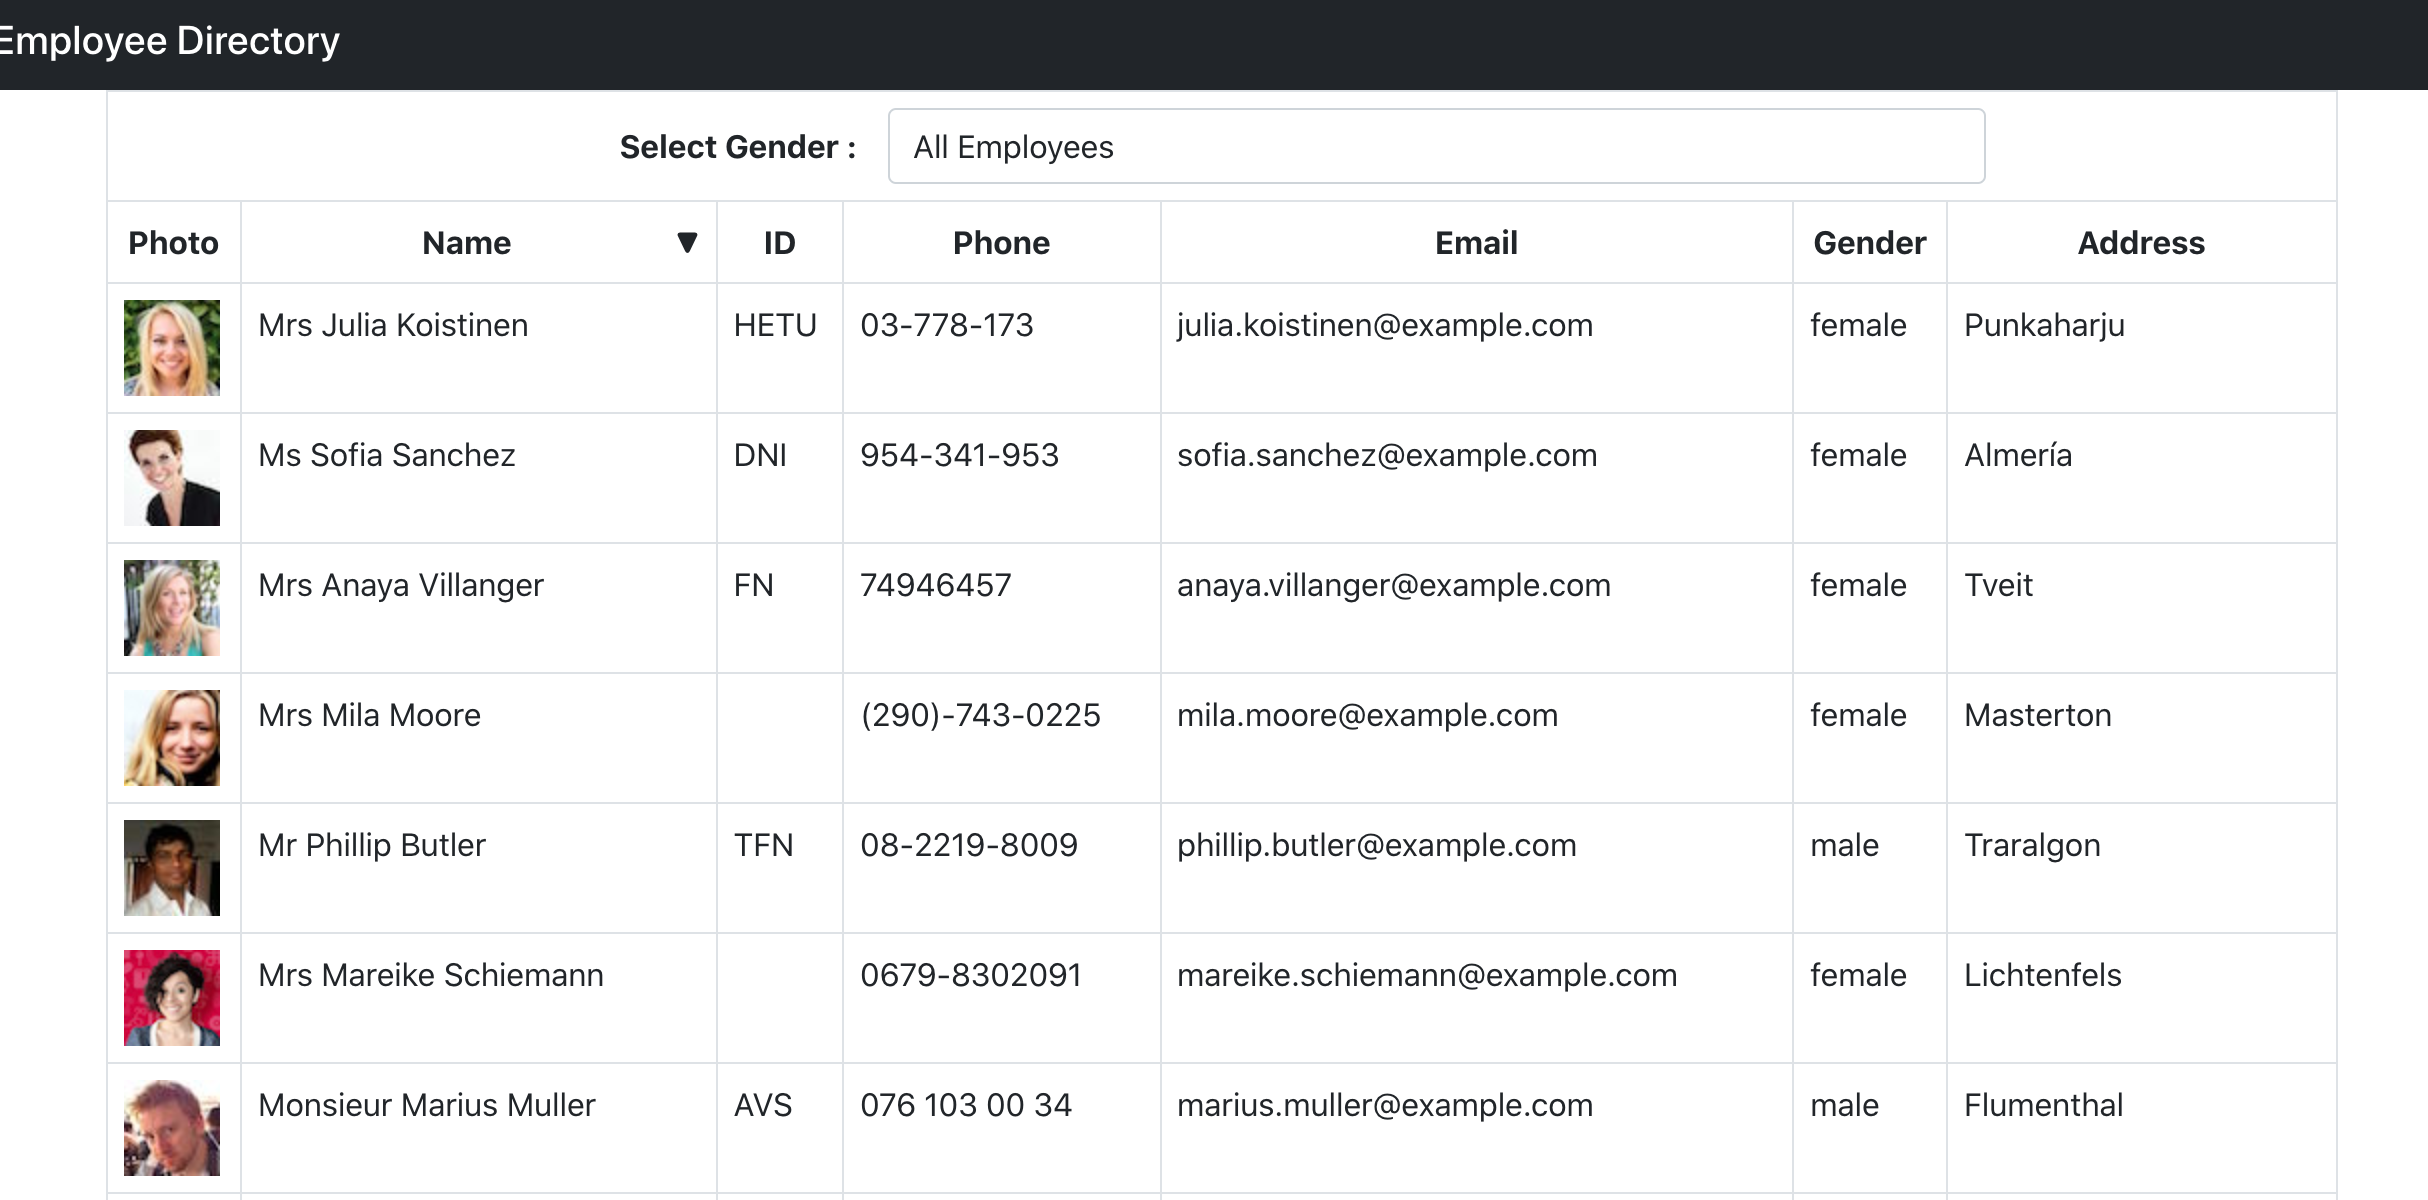 Employee Directory
Select Gender : All Employees
Photo Name ▼ ID Phone Email Gender Address
Mrs Julia Koistinen HETU 03-778-173 julia.koistinen@example.com female Punkaharju
Ms Sofia Sanchez DNI 954-341-953 sofia.sanchez@example.com female Almería
Mrs Anaya Villanger FN 74946457 anaya.villanger@example.com female Tveit
Mrs Mila Moore (290)-743-0225 mila.moore@example.com female Masterton
Mr Phillip Butler TFN 08-2219-8009 phillip.butler@example.com male Traralgon
Mrs Mareike Schiemann 0679-8302091 mareike.schiemann@example.com female Lichtenfels
Monsieur Marius Muller AVS 076 103 00 34 marius.muller@example.com male Flumenthal